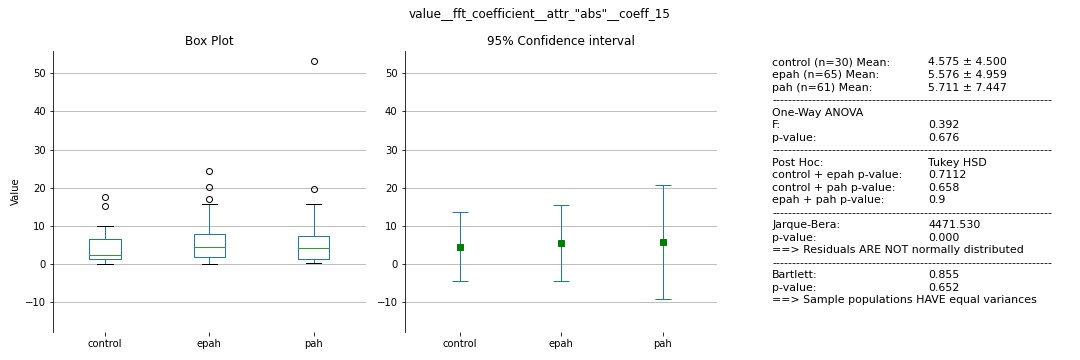 value__fft_coefficient__attr_"abs"__coeff_15
Box Plot
50
40
30
20
10
0
−10
Value
control
epah
pah
95% Confidence interval
50
40
30
20
10
0
−10
control
epah
pah
control (n=30) Mean: 4.575 ± 4.500
epah (n=65) Mean: 5.576 ± 4.959
pah (n=61) Mean: 5.711 ± 7.447
One-Way ANOVA
F: 0.392
p-value: 0.676
Post Hoc: Tukey HSD
control + epah p-value: 0.7112
control + pah p-value: 0.658
epah + pah p-value: 0.9
Jarque-Bera: 4471.530
p-value: 0.000
==> Residuals ARE NOT normally distributed
Bartlett: 0.855
p-value: 0.652
==> Sample populations HAVE equal variances